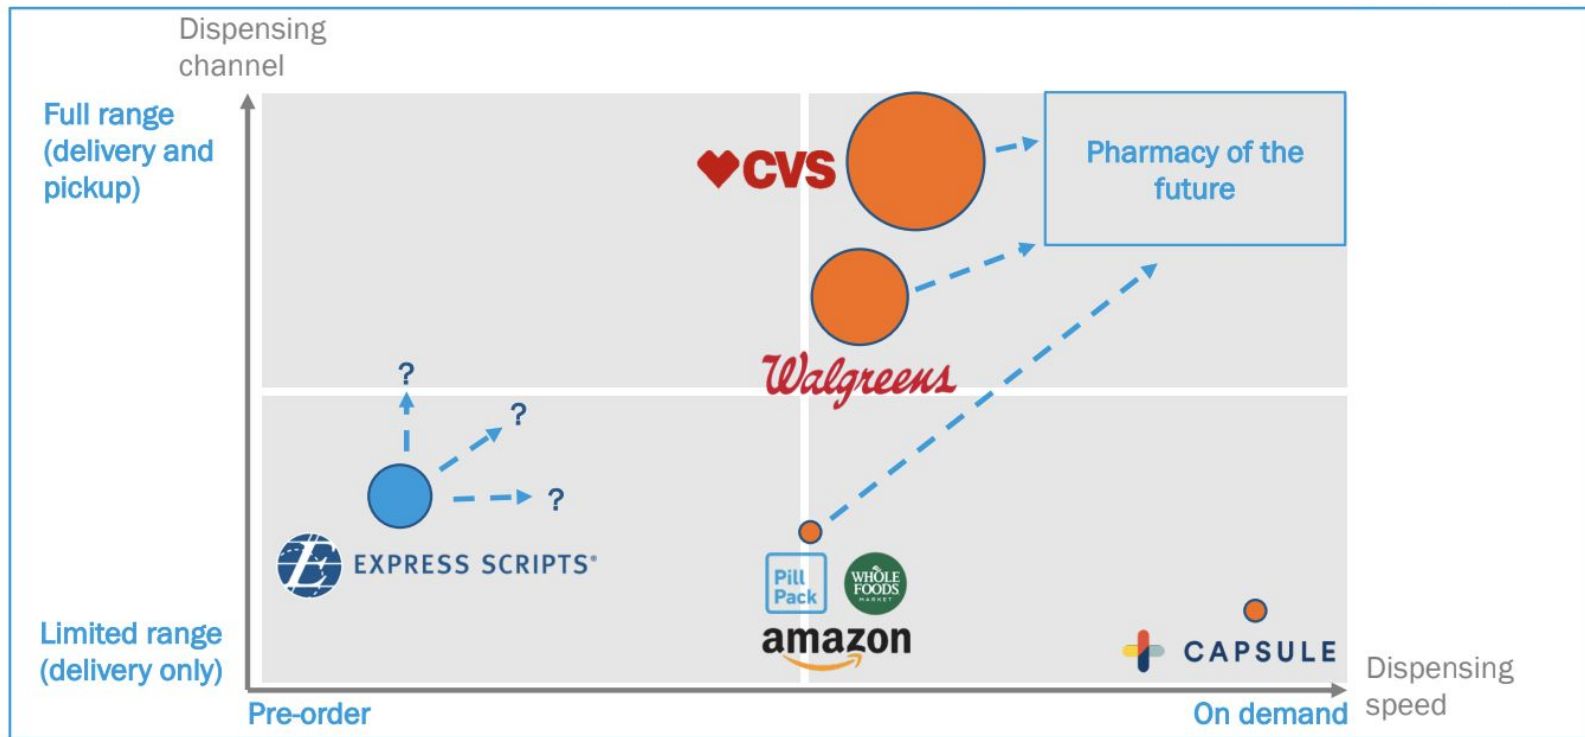 Dispensing
channel
Full range
(delivery and
pickup)
CVS
Pharmacy of the
future
Walgreens
?
?
?
E EXPRESS SCRIPTS®
Pill
Pack
WHOLE
FOODS
MARKET
amazon
CAPSULE
Limited range
(delivery only)
Dispensing
speed
Pre-order
On demand